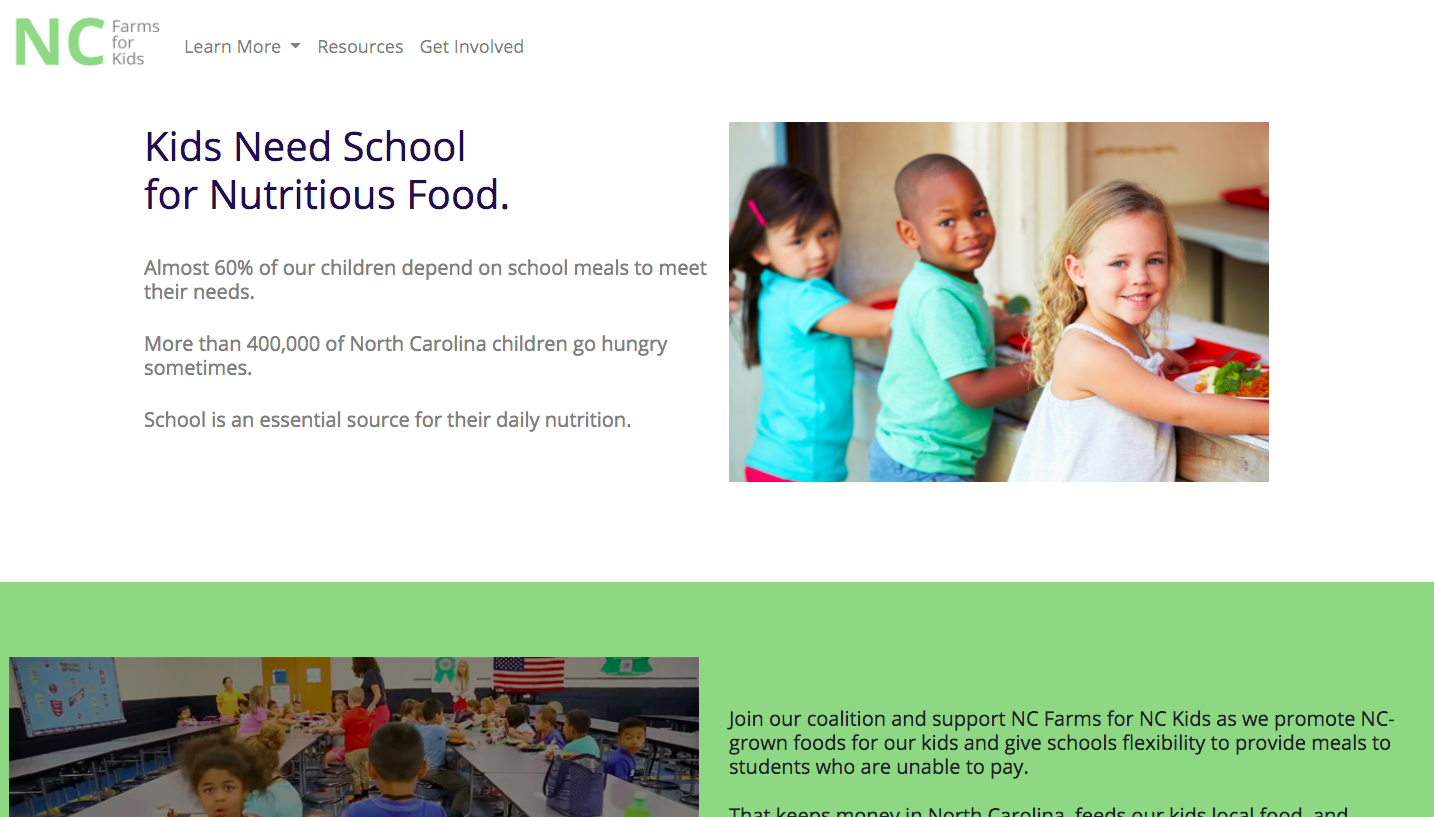 NC Farms
for
Kids
Learn More Resources Get Involved
Kids Need School
for Nutritious Food.
Almost 60% of our children depend on school meals to meet
their needs.
More than 400,000 of North Carolina children go hungry
sometimes.
School is an essential source for their daily nutrition.
Join our coalition and support NC Farms for NC Kids as we promote NC-
grown foods for our kids and give schools flexibility to provide meals to
students who are unable to pay.
That keeps money in North Carolina, feeds our kids local food, and